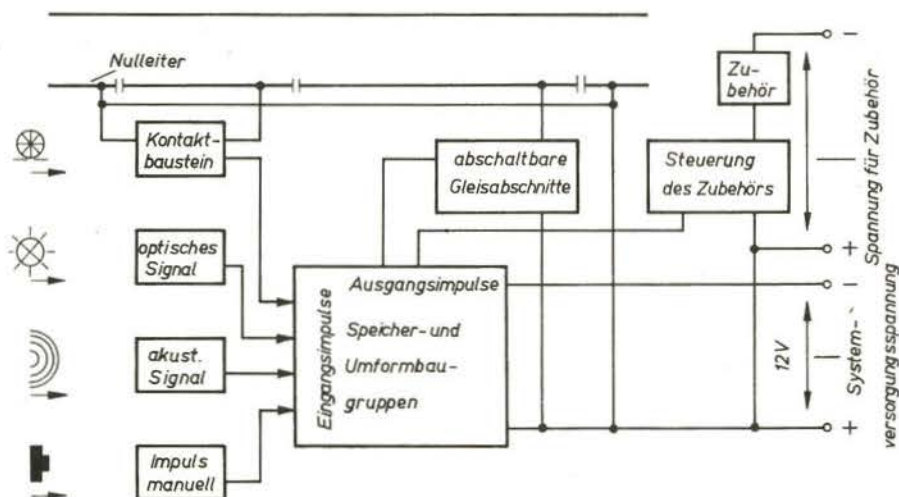 Nulleiter
Kontakt-
baustein
optisches
Signal
akust.
Signal
Impuls
manuell
Eingangsimpulse
Ausgangsimpulse
Speicher- und
Umformbau-
gruppen
abschaltbare
Gleisabschnitte
Zu-
behör
Steuerung
des Zubehörs
−
+
Spannung für Zubehör
−
+
12V
System-
versorgungsspannung